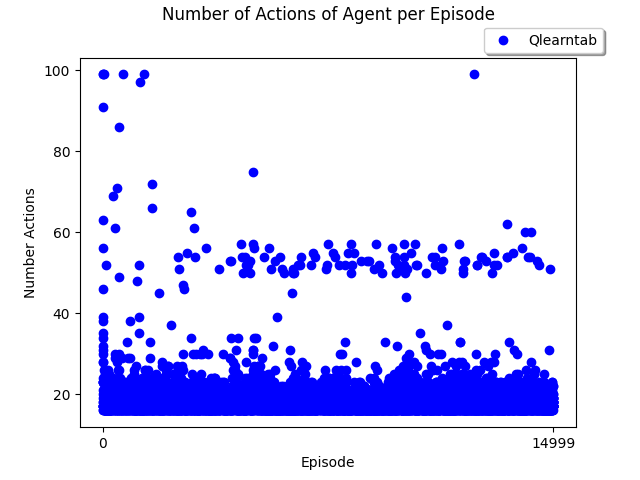 Number of Actions of Agent per Episode
Qlearntab
100
80
60
40
20
Number Actions
0
14999
Episode